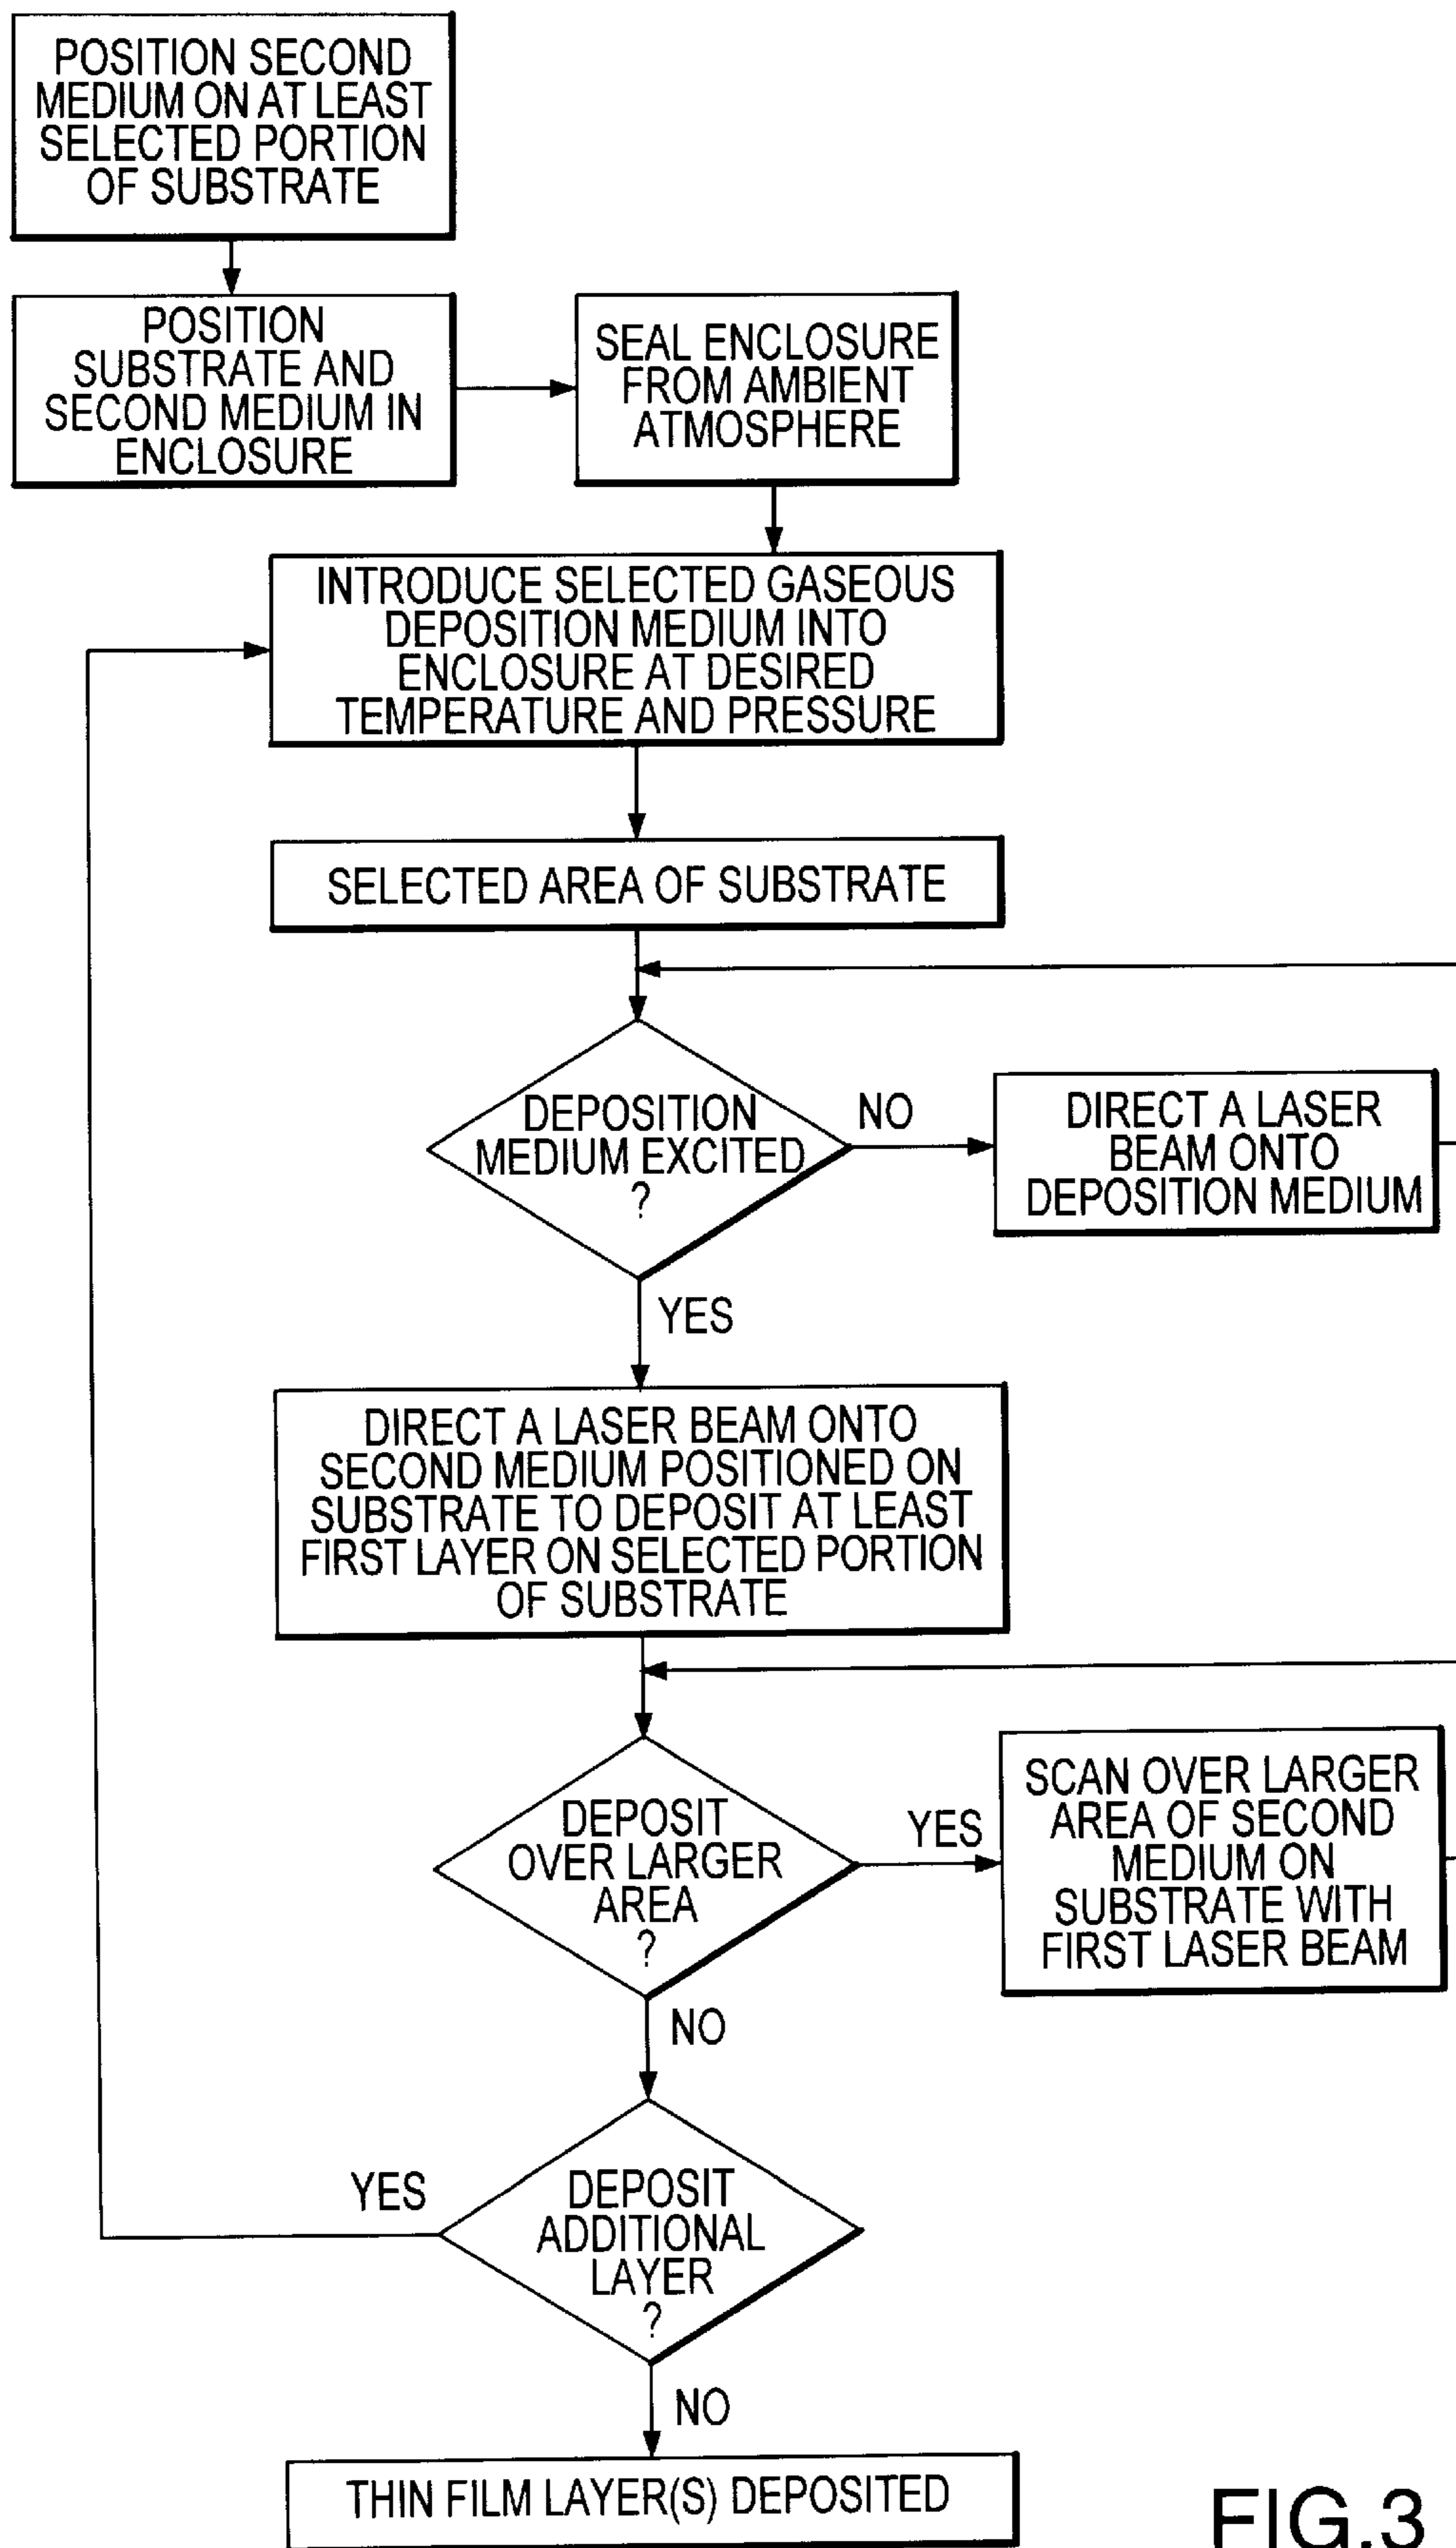 POSITION SECOND
MEDIUM ON AT LEAST
SELECTED PORTION
OF SUBSTRATE
POSITION
SUBSTRATE AND
SECOND MEDIUM IN
ENCLOSURE
SEAL ENCLOSURE
FROM AMBIENT
ATMOSPHERE
INTRODUCE SELECTED GASEOUS
DEPOSITION MEDIUM INTO
ENCLOSURE AT DESIRED
TEMPERATURE AND PRESSURE
SELECTED AREA OF SUBSTRATE
DEPOSITION
MEDIUM EXCITED
?
NO
DIRECT A LASER
BEAM ONTO
DEPOSITION MEDIUM
YES
DIRECT A LASER BEAM ONTO
SECOND MEDIUM POSITIONED ON
SUBSTRATE TO DEPOSIT AT LEAST
FIRST LAYER ON SELECTED PORTION
OF SUBSTRATE
DEPOSIT
OVER LARGER
AREA
?
YES
SCAN OVER LARGER
AREA OF SECOND
MEDIUM ON
SUBSTRATE WITH
FIRST LASER BEAM
NO
DEPOSIT
ADDITIONAL
LAYER
?
YES
NO
THIN FILM LAYER(S) DEPOSITED
FIG.3